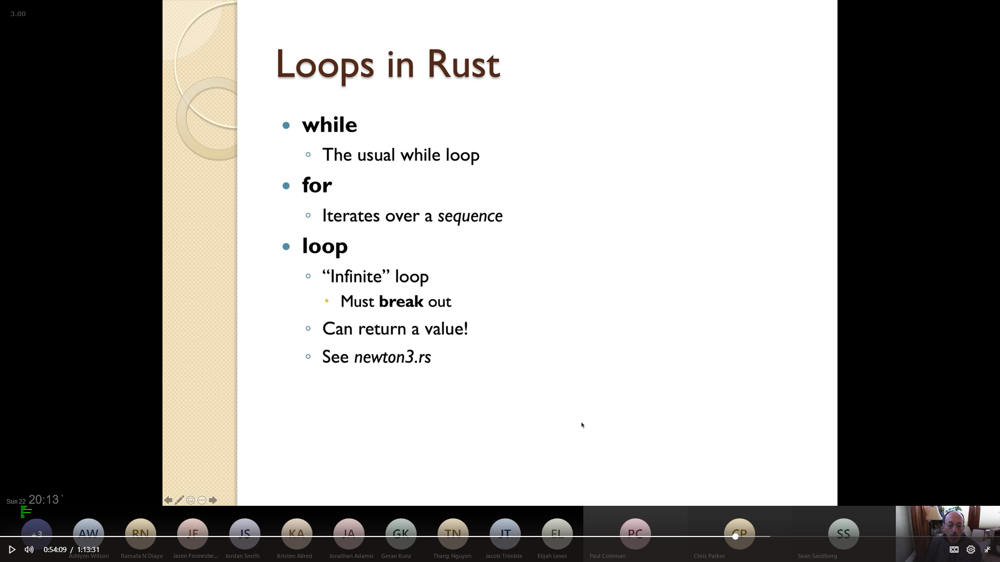 3.00
Loops in Rust
while
The usual while loop
for
Iterates over a sequence
loop
“Infinite” loop
Must break out
Can return a value!
See newton3.rs
Sun 22 20:13
+3 AW RN JF JS KA JA GK TN JT EL PC CP SS
0:54:09 / 1:13:31
CC
Ashlynn Wilson Ramata N'Diaye Jasen Fonnesbe... Jordan Smith Kristen Allred Jonathan Adamic Geran Kunz Thang Nguyen Jacob Trimble Elijah Lewis Paul Coleman Chris Parker Sean Sandberg